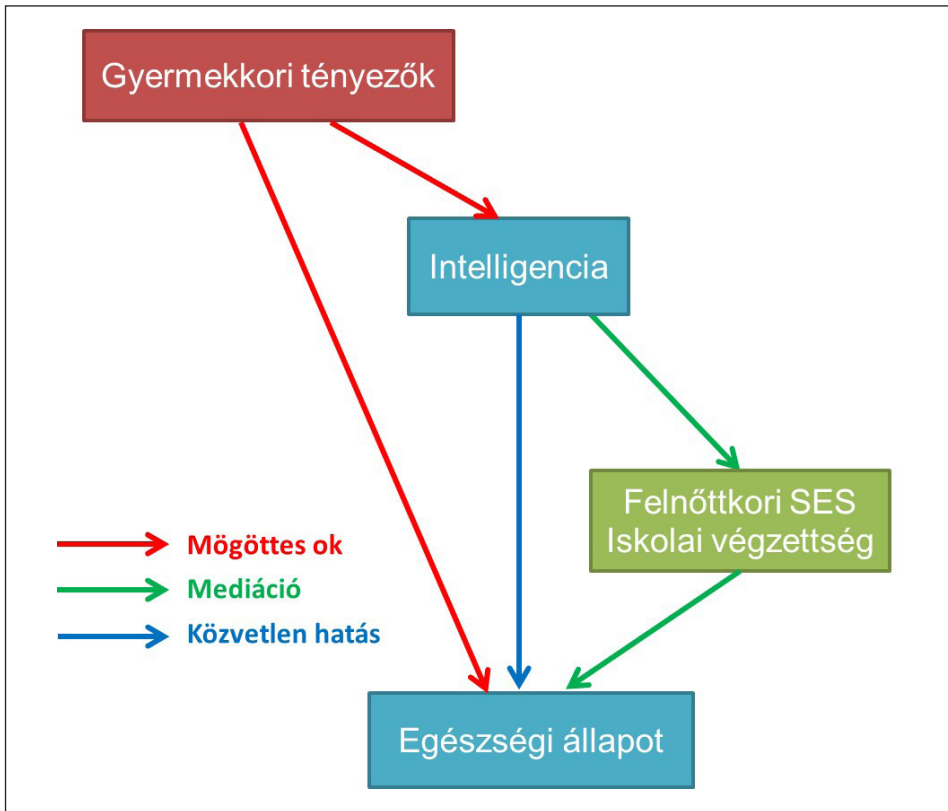 Gyermekkori tényezők
Intelligencia
Felnőttkori SES
Iskolai végzettség
Mögöttes ok
Mediáció
Közvetlen hatás
Egészségi állapot